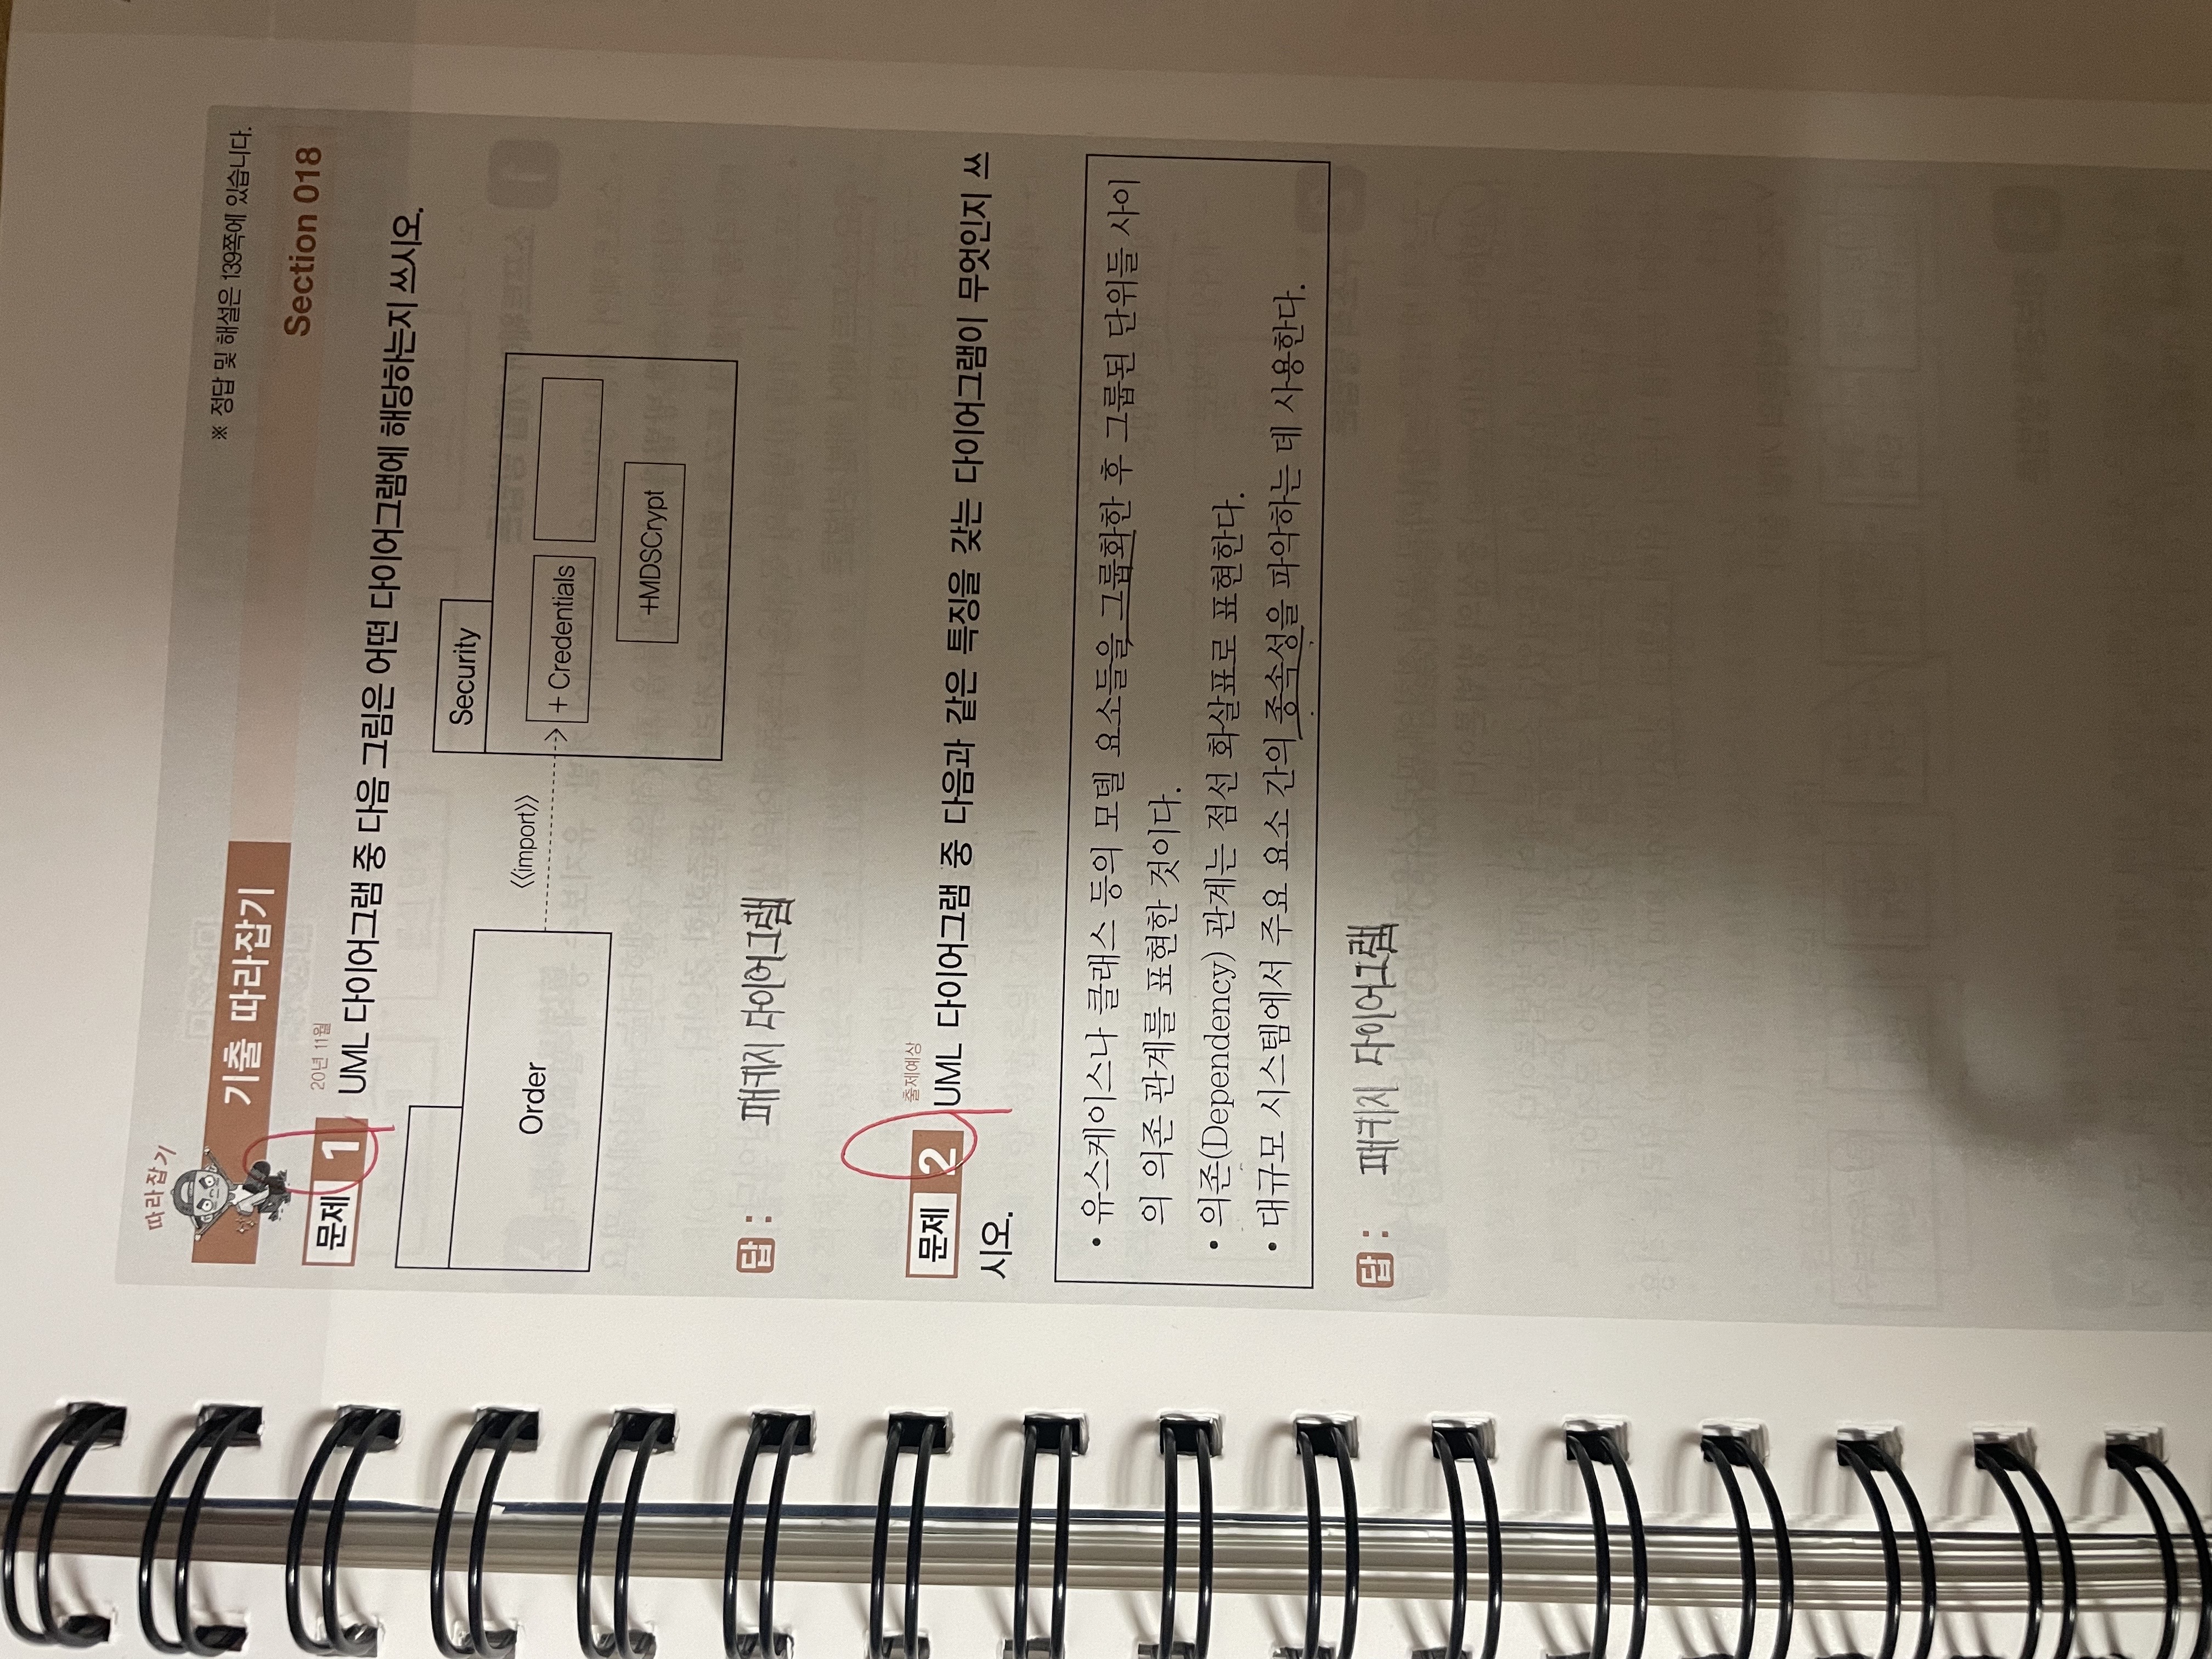 따라잡기
기출 따라잡기
※ 정답 및 해설은 139쪽에 있습니다.
Section 018
20년 11월
문제 1 UML 다이어그램 중 다음 그림은 어떤 다이어그램에 해당하는지 쓰시오.
Security
Order
《import》
+ Credentials
+MDSCrypt
답 : 패키지 다이어그램
출제예상
문제 2 UML 다이어그램 중 다음과 같은 특징을 갖는 다이어그램이 무엇인지 쓰
시오.
• 유스케이스나 클래스 등의 모델 요소들을 그룹화한 후 그룹된 단위들 사이
의 의존 관계를 표현한 것이다.
• 의존(Dependency) 관계는 점선 화살표로 표현한다.
• 대규모 시스템에서 주요 요소 간의 종속성을 파악하는 데 사용한다.
답 : 패키지 다이어그램